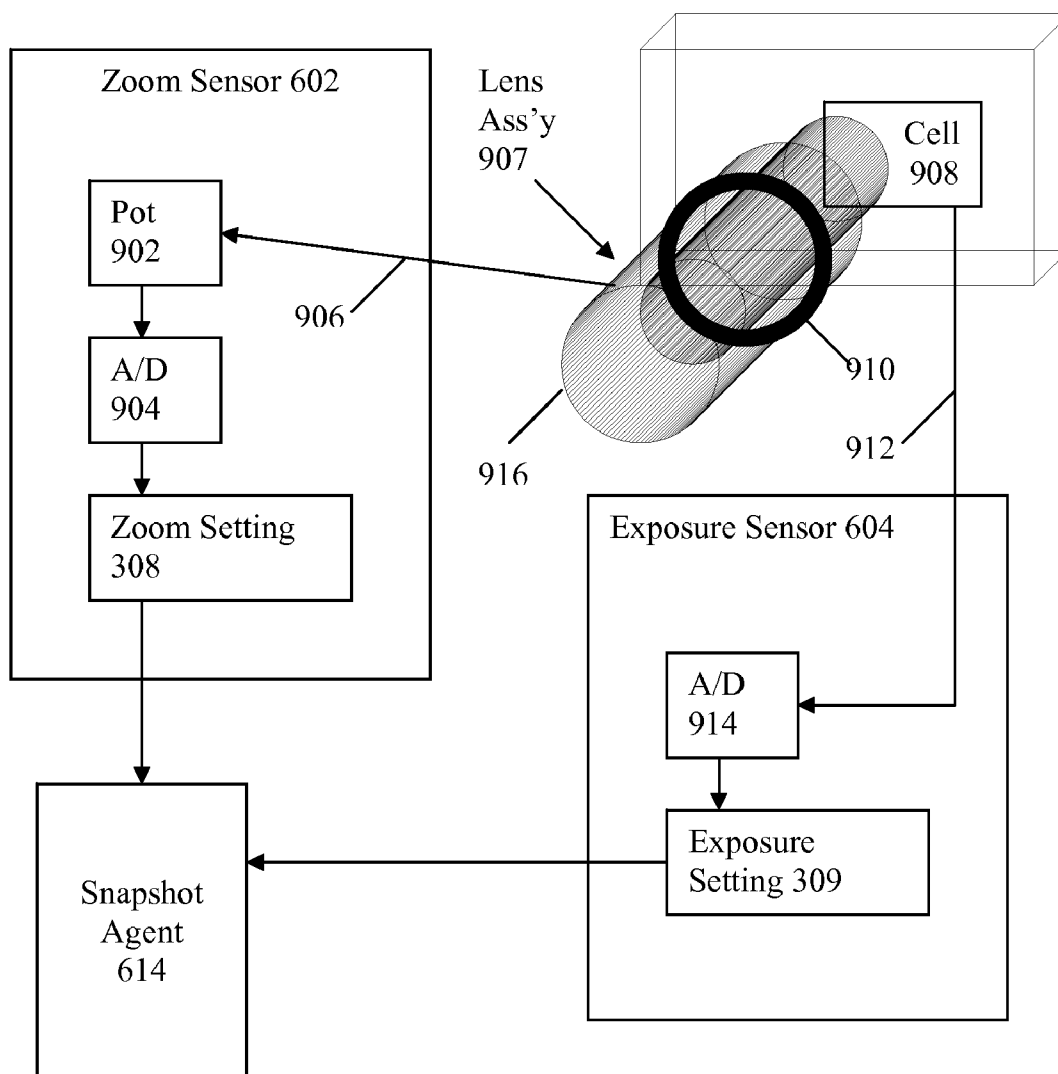 Zoom Sensor 602
Pot
902
A/D
904
Zoom Setting
308
906
Lens
Ass’y
907
Cell
908
910
912
916
Exposure Sensor 604
A/D
914
Exposure
Setting 309
Snapshot
Agent
614